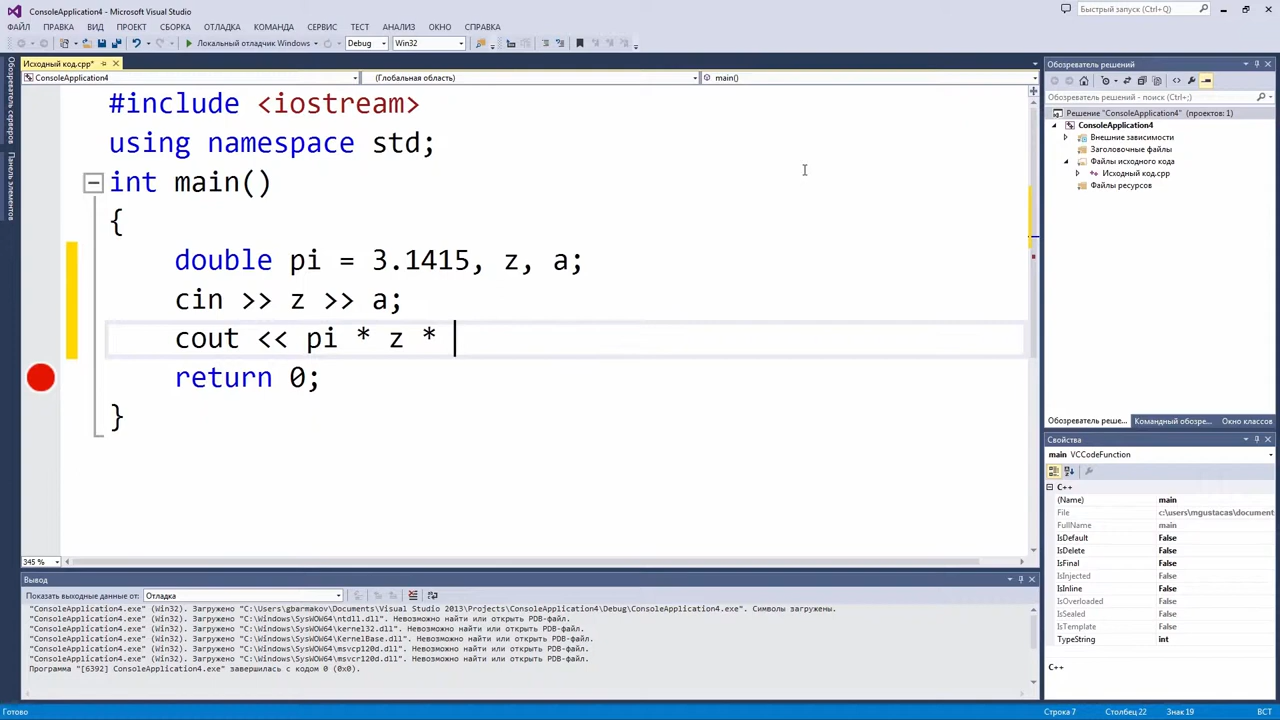 ConsoleApplication4 - Microsoft Visual Studio
Быстрый запуск (Ctrl+Q)
ФАЙЛ ПРАВКА ВИД ПРОЕКТ СБОРКА ОТЛАДКА КОМАНДА СЕРВИС ТЕСТ АНАЛИЗ ОКНО СПРАВКА
Локальный отладчик Windows Debug Win32
Обозреватель серверов
Панель элементов
Исходный код.cpp*
ConsoleApplication4 (Глобальная область) main()
#include <iostream>
using namespace std;
int main()
{
double pi = 3.1415, z, a;
cin >> z >> a;
cout << pi * z *
return 0;
}
345 %
Обозреватель решений
Обозреватель решений - поиск (Ctrl+;)
Решение "ConsoleApplication4" (проектов: 1)
ConsoleApplication4
Внешние зависимости
Заголовочные файлы
Файлы исходного кода
Исходный код.cpp
Файлы ресурсов
Обозреватель реше... Командный обозре... Окно классов
Свойства
main VCCodeFunction
C++
(Name) main
File c:\users\mgustacas\document
FullName main
IsDefault False
IsDelete False
IsFinal False
IsInjected False
IsInline False
IsOverloaded False
IsSealed False
IsTemplate False
TypeString int
C++
Вывод
Показать выходные данные от: Отладка
"ConsoleApplication4.exe" (Win32). Загружено "C:\Users\gbarmakov\Documents\Visual Studio 2013\Projects\ConsoleApplication4\Debug\ConsoleApplication4.exe". Символы загружены.
"ConsoleApplication4.exe" (Win32). Загружено "C:\Windows\SysWOW64\ntdll.dll". Невозможно найти или открыть PDB-файл.
"ConsoleApplication4.exe" (Win32). Загружено "C:\Windows\SysWOW64\kernel32.dll". Невозможно найти или открыть PDB-файл.
"ConsoleApplication4.exe" (Win32). Загружено "C:\Windows\SysWOW64\KernelBase.dll". Невозможно найти или открыть PDB-файл.
"ConsoleApplication4.exe" (Win32). Загружено "C:\Windows\SysWOW64\msvcp120d.dll". Невозможно найти или открыть PDB-файл.
"ConsoleApplication4.exe" (Win32). Загружено "C:\Windows\SysWOW64\msvcr120d.dll". Невозможно найти или открыть PDB-файл.
Программа "[6392] ConsoleApplication4.exe" завершилась с кодом 0 (0x0).
Готово Строка 7 Столбец 22 Знак 19 ВСТ